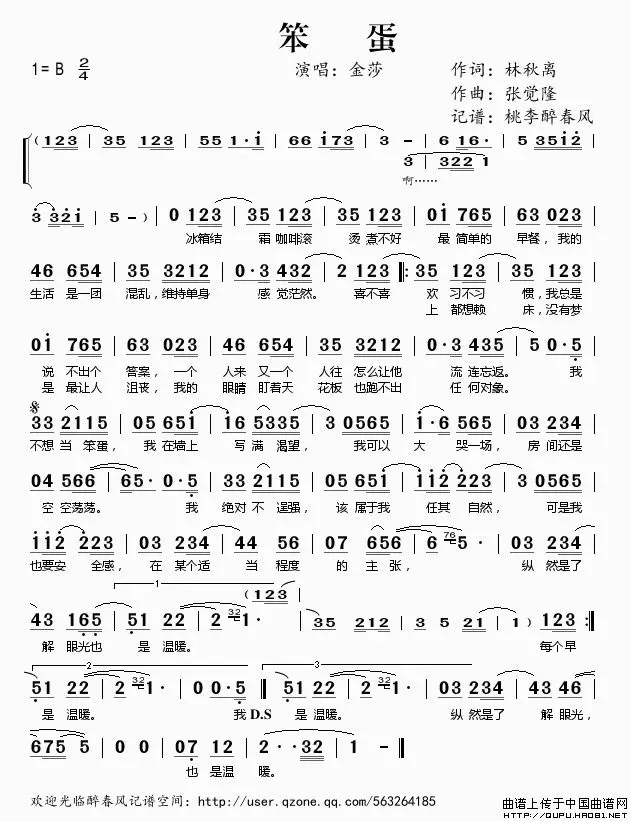 笨 蛋
1=B 2/4
演唱：金莎 作词：林秋离
作曲：张觉隆
记谱：桃李醉春风
(123 | 35 123 | 55 1·i | 66 173 | 3 - | 6 16· | 5 35i2 |
3 | 322 1
啊……
3 32i | 5 - ) | 0 123 | 35 123 | 35 123 | 0i 765 | 63 023 |
冰箱结 霜 咖啡滚 烫 煮不好 最 简单的 早餐，我的
46 654 | 35 3212 | 0·3 432 | 2 123 ‖: 35 123 | 35 123 |
生活 是一团 混乱，维持单身 感 觉茫然。 喜不喜 欢 习不习 惯，我总是
上 都想赖 床，没有梦
0i 765 | 63 023 | 46 654 | 35 3212 | 0·3 435 | 5 0·5 |
说 不出个 答案，一个 人来 又一个 人往 怎么让他 流 连忘返。 我
是 最让人 沮丧，我的 眼睛 盯着天 花板 也跑不出 任 何对象。
33 2115 | 05 651 | 16 5335 | 3 0565 | 1·6 565 | 03 234 |
不想 当 笨蛋，我 在墙上 写 满 渴望， 我可以 大 哭一场，房 间还是
04 566 | 65· 0·5 | 33 2115 | 05 651 | 112 223 | 3 0565 |
空 空荡荡。 我 绝对 不 逞强， 该 属于我 任其 自然， 可是我
112 223 | 03 234 | 44 56 | 07 656 | 6 765· | 03 234 |
也要安 全感， 在 某个适 当 程度 的 主 张， 纵 然是了
1 (123
43 165 | 51 22 | 2 321· | 35 212 | 3 5 21 | 1) 123 :‖
解 眼光也 是 温暖。 每个早
2 3
51 22 | 2 321· | 00 0·5 ‖ 51 22 | 2 321· | 03 234 | 43 46 |
是 温暖。 我 D.S 是 温暖。 纵 然是了 解 眼光，
675 5 | 0 0 | 07 12 | 2 ·32 | 1 - ‖
也 是温 暖。
欢迎光临醉春风记谱空间：http://user.qzone.qq.com/563264185
曲谱上传于中国曲谱网
HTTP://QUPU.HAO81.NET